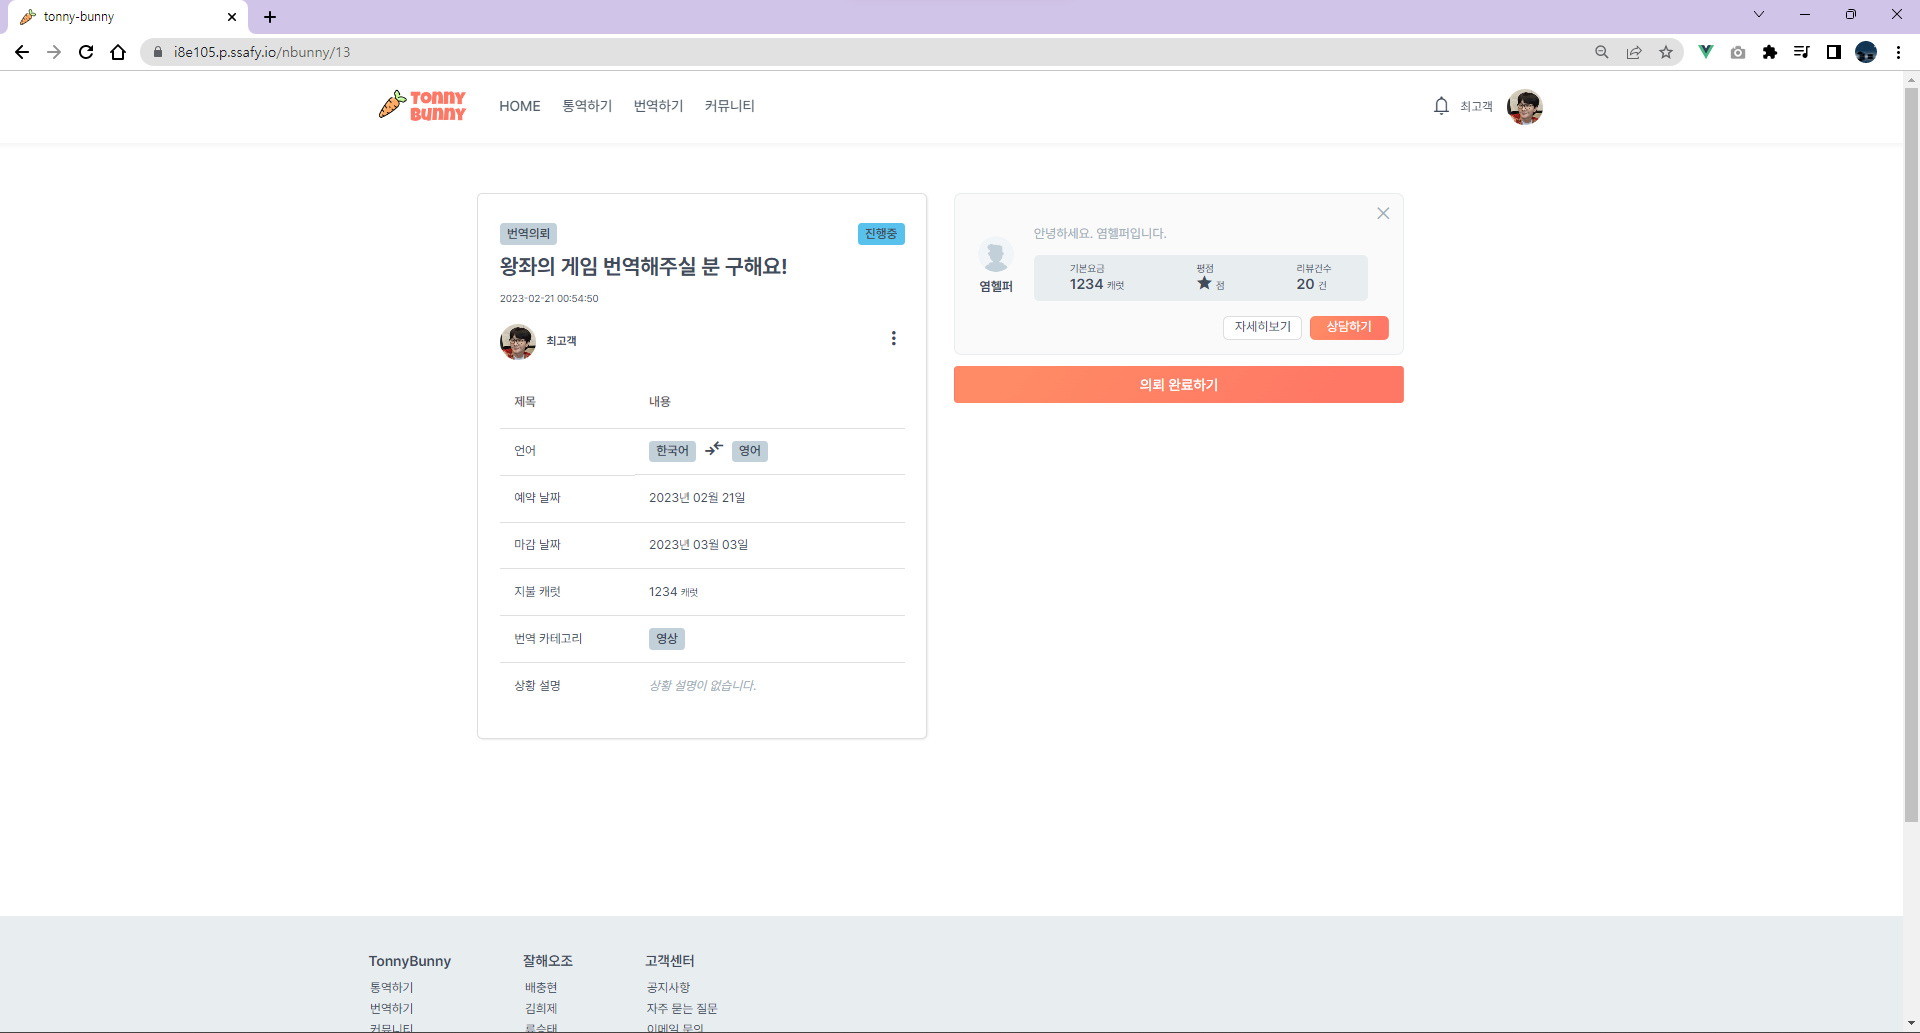 tonny-bunny
i8e105.p.ssafy.io/nbunny/13
TONNY BUNNY
HOME 통역하기 번역하기 커뮤니티
최고객
번역의뢰 진행중
왕좌의 게임 번역해주실 분 구해요!
2023-02-21 00:54:50
최고객
제목 내용
언어 한국어 영어
예약 날짜 2023년 02월 21일
마감 날짜 2023년 03월 03일
지불 캐럿 1234 캐럿
번역 카테고리 영상
상황 설명 상황 설명이 없습니다.
안녕하세요. 염헬퍼입니다.
염헬퍼
기본요금 평점 리뷰건수
1234 캐럿 ★ 점 20 건
자세히보기 상담하기
의뢰 완료하기
TonnyBunny 잘해오조 고객센터
통역하기 배충현 공지사항
번역하기 김희제 자주 묻는 질문
커뮤니티 류승태 이메일 문의